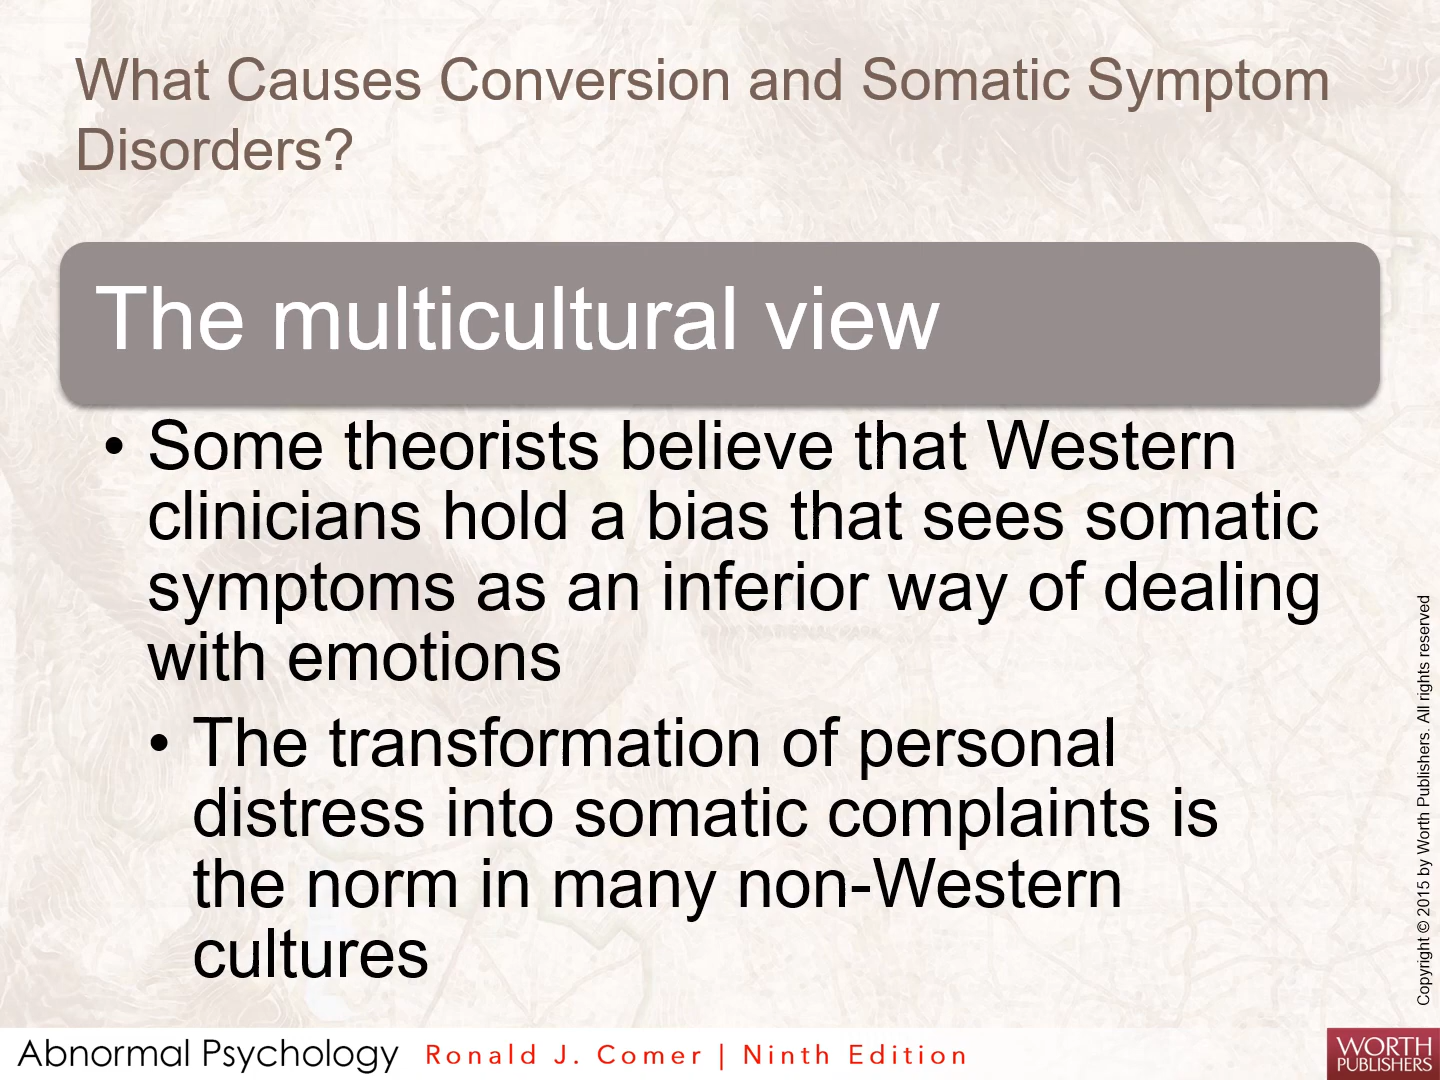 What Causes Conversion and Somatic Symptom
Disorders?
The multicultural view
• Some theorists believe that Western
clinicians hold a bias that sees somatic
symptoms as an inferior way of dealing
with emotions
• The transformation of personal
distress into somatic complaints is
the norm in many non-Western
cultures
Copyright © 2015 by Worth Publishers. All rights reserved
Abnormal Psychology Ronald J. Comer | Ninth Edition
WORTH
PUBLISHERS